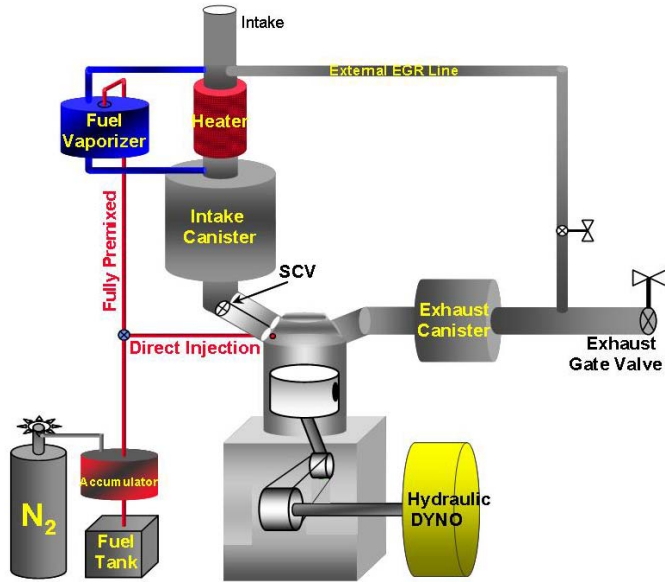 Intake
External EGR Line
Fuel
Vaporizer
Heater
Intake
Canister
Fully Premixed
SCV
Exhaust
Canister
Direct Injection
Exhaust
Gate Valve
N2
Accumulator
Fuel
Tank
Hydraulic
DYNO